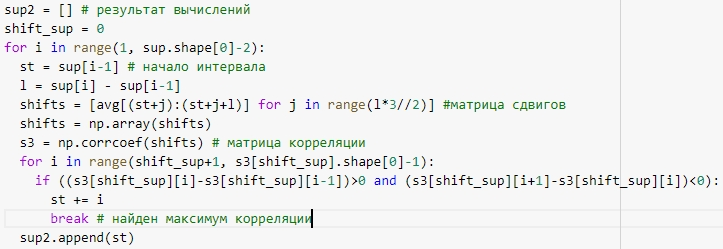 sup2 = [] # результат вычислений
shift_sup = 0
for i in range(1, sup.shape[0]-2):
  st = sup[i-1] # начало интервала
  l = sup[i] - sup[i-1]
  shifts = [avg[(st+j):(st+j+l)] for j in range(l*3//2)] #матрица сдвигов
  shifts = np.array(shifts)
  s3 = np.corrcoef(shifts) # матрица корреляции
  for i in range(shift_sup+1, s3[shift_sup].shape[0]-1):
    if ((s3[shift_sup][i]-s3[shift_sup][i-1])>0 and (s3[shift_sup][i+1]-s3[shift_sup][i])<0):
      st += i
      break # найден максимум корреляции
  sup2.append(st)